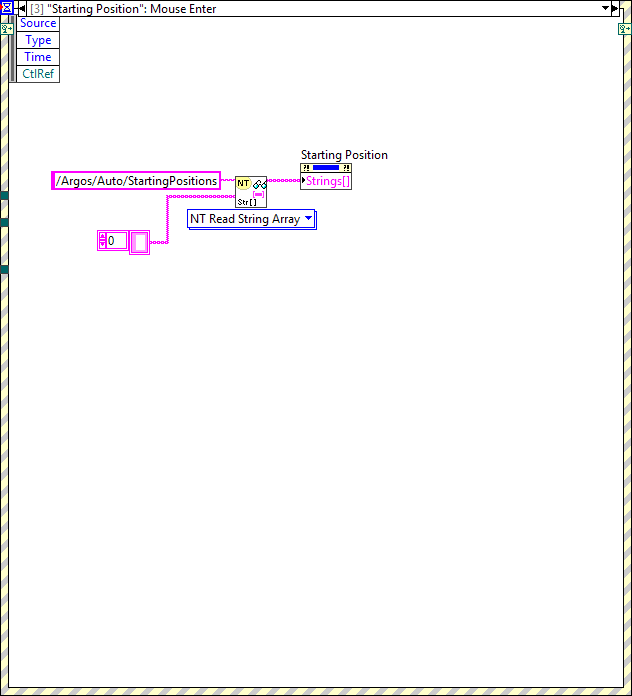 [3] "Starting Position": Mouse Enter
Source
Type
Time
CtlRef
Starting Position
?! ?!
/Argos/Auto/StartingPositions
NT
Strings[]
Str[]
NT Read String Array
0